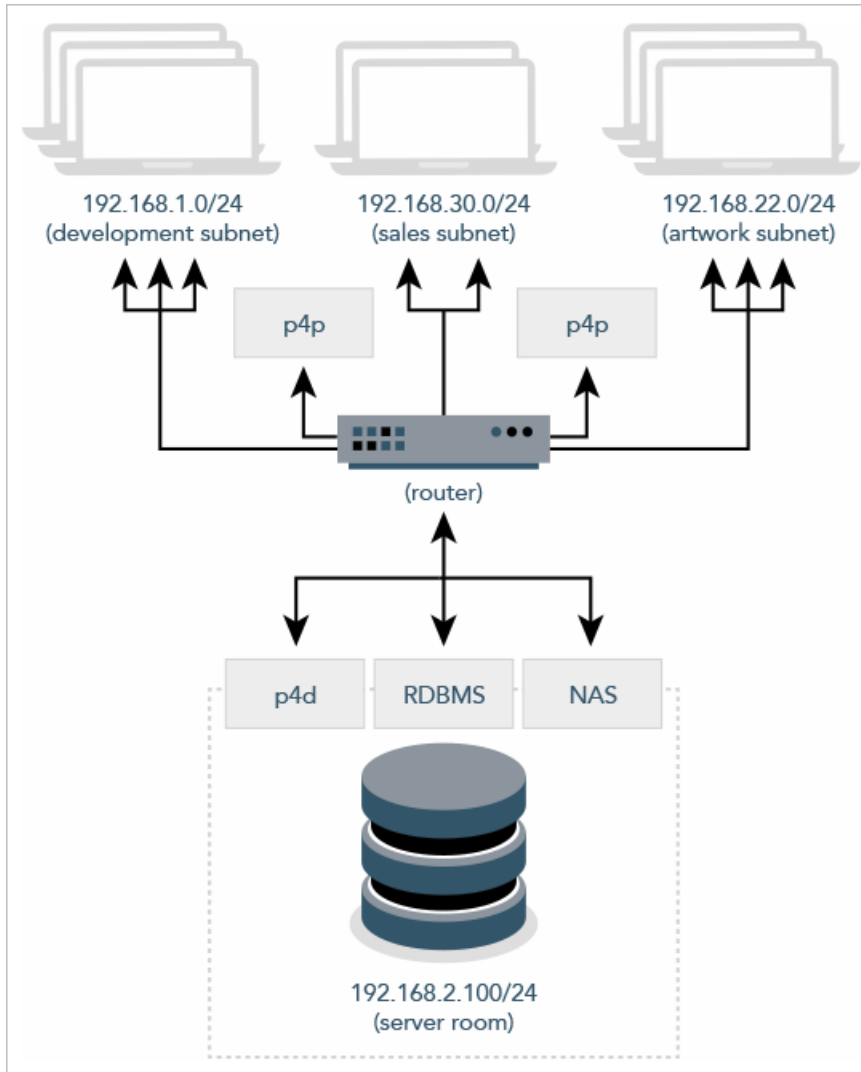 192.168.1.0/24
(development subnet)
192.168.30.0/24
(sales subnet)
192.168.22.0/24
(artwork subnet)
p4p
p4p
(router)
p4d
RDBMS
NAS
192.168.2.100/24
(server room)